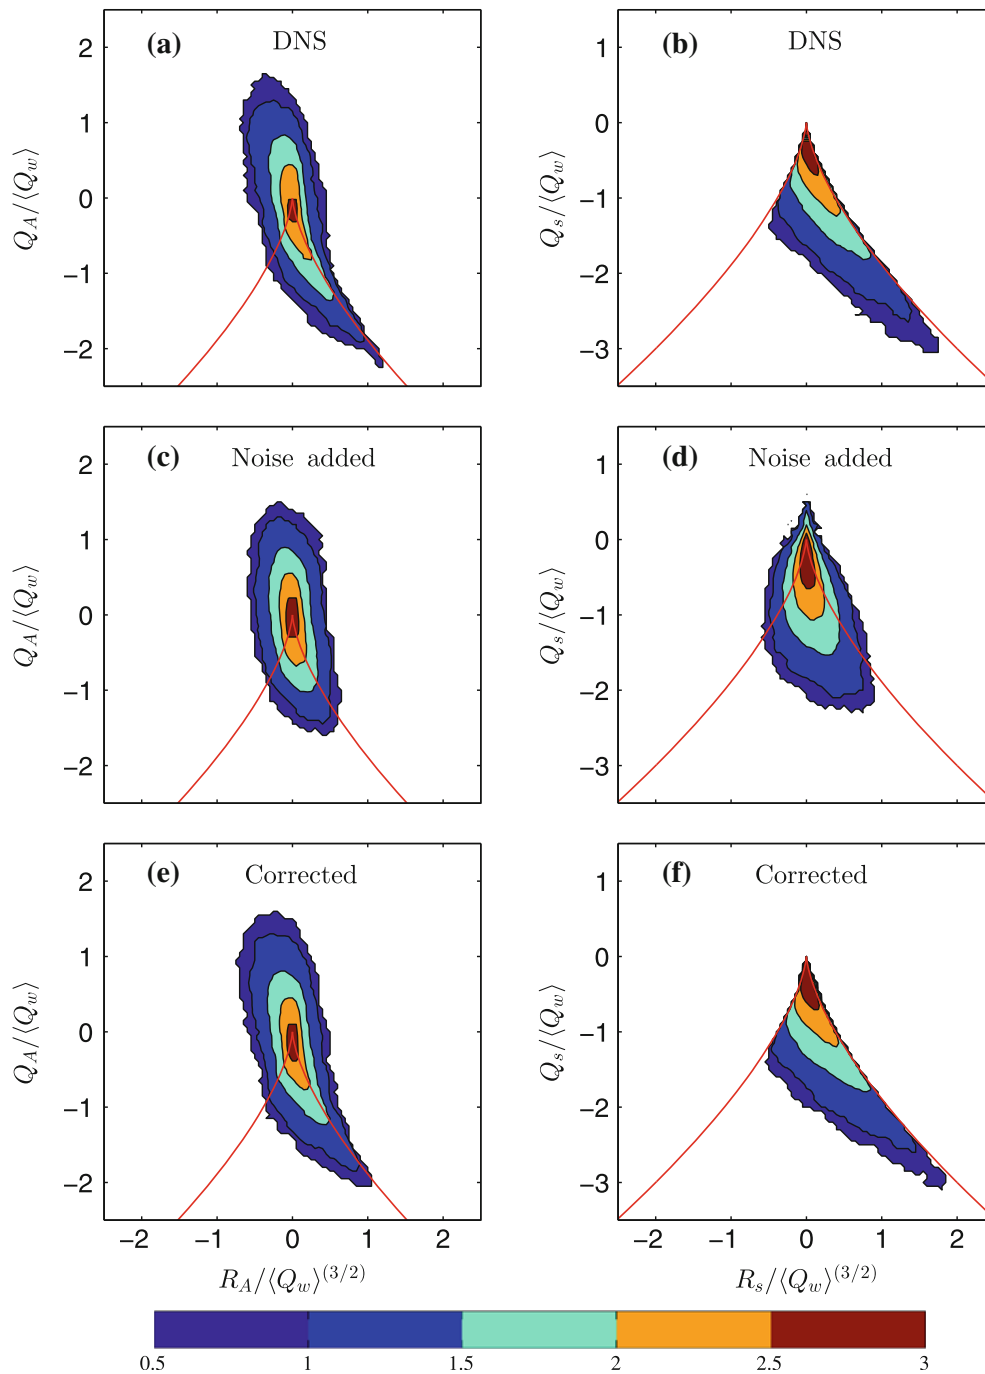 (a) DNS
2
1
0
−1
−2
Q_A/⟨Q_w⟩
(b) DNS
1
0
−1
−2
−3
Q_s/⟨Q_w⟩
(c) Noise added
2
1
0
−1
−2
Q_A/⟨Q_w⟩
(d) Noise added
1
0
−1
−2
−3
Q_s/⟨Q_w⟩
(e) Corrected
2
1
0
−1
−2
Q_A/⟨Q_w⟩
−2 −1 0 1 2
R_A/⟨Q_w⟩^(3/2)
(f) Corrected
1
0
−1
−2
−3
Q_s/⟨Q_w⟩
−2 −1 0 1 2
R_s/⟨Q_w⟩^(3/2)
0.5 1 1.5 2 2.5 3